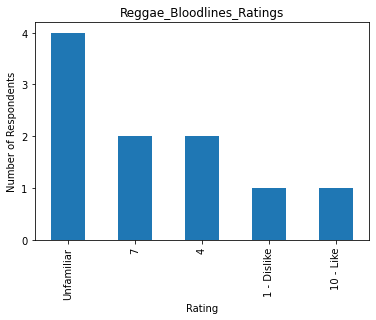 Reggae_Bloodlines_Ratings
Number of Respondents
4
3
2
1
0
Unfamiliar
7
4
1 - Dislike
10 - Like
Rating